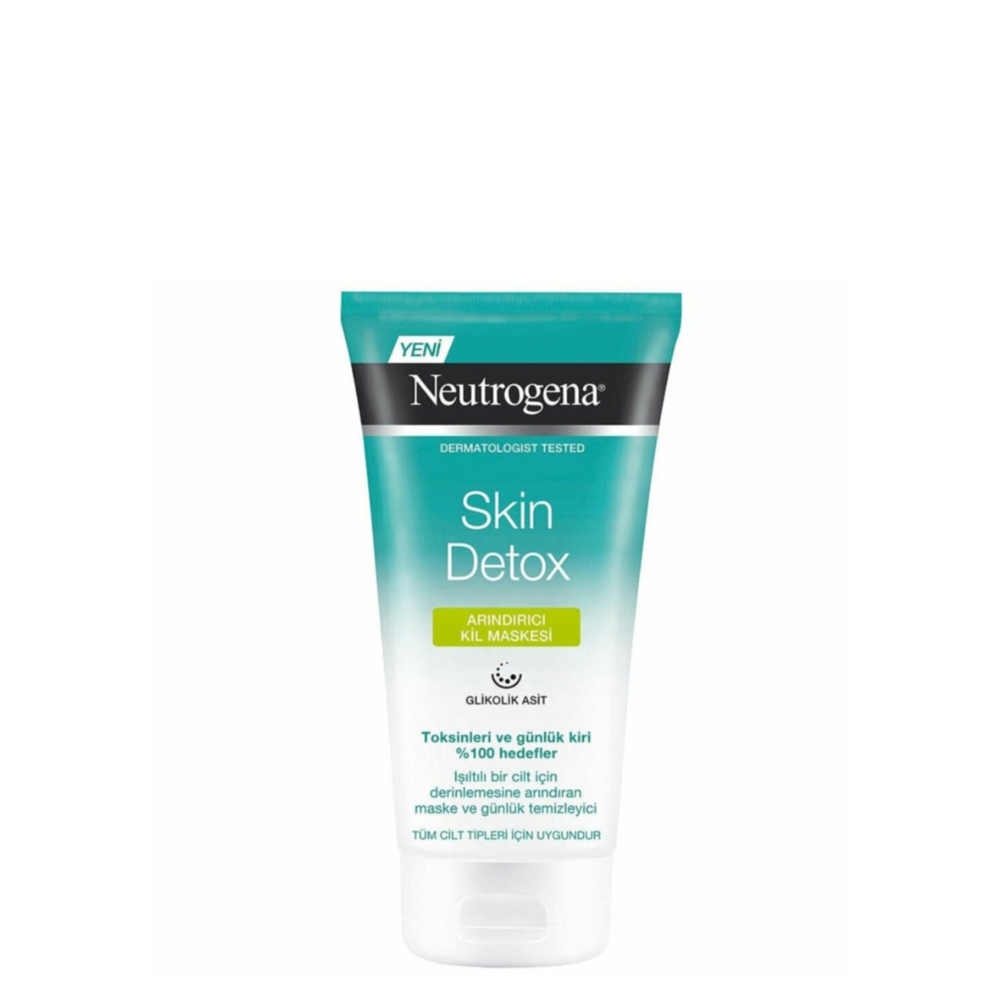 YENİ
Neutrogena®
DERMATOLOGIST TESTED
Skin
Detox
ARINDIRICI
KİL MASKESİ
GLİKOLİK ASİT
Toksinleri ve günlük kiri
%100 hedefler
Işıltılı bir cilt için
derinlemesine arındıran
maske ve günlük temizleyici
TÜM CİLT TİPLERİ İÇİN UYGUNDUR